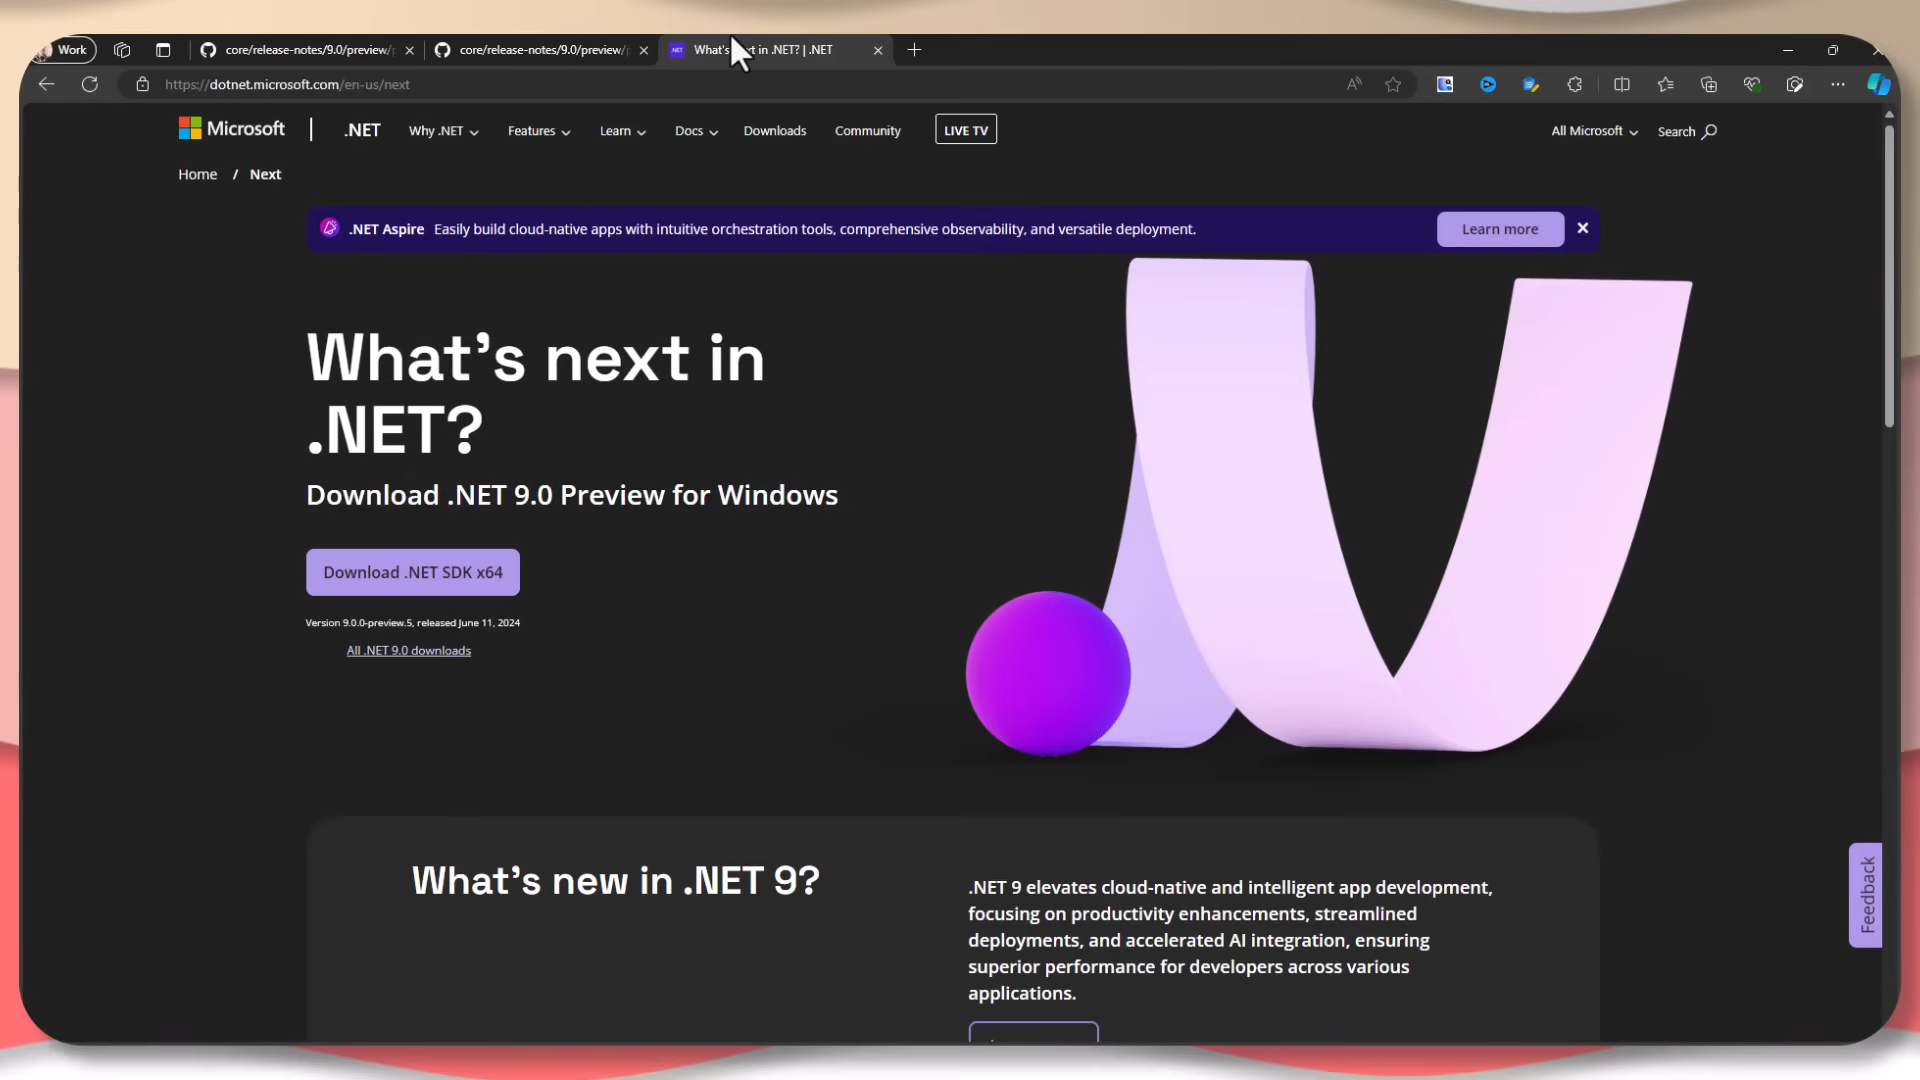 Work
core/release-notes/9.0/preview/
core/release-notes/9.0/preview/
What's in .NET? | .NET
https://dotnet.microsoft.com/en-us/next
Microsoft
.NET
Why .NET
Features
Learn
Docs
Downloads
Community
LIVE TV
All Microsoft
Search
Home / Next
.NET Aspire Easily build cloud-native apps with intuitive orchestration tools, comprehensive observability, and versatile deployment.
Learn more
What's next in
.NET?
Download .NET 9.0 Preview for Windows
Download .NET SDK x64
Version 9.0.0-preview.5, released June 11, 2024
All .NET 9.0 downloads
What's new in .NET 9?
.NET 9 elevates cloud-native and intelligent app development,
focusing on productivity enhancements, streamlined
deployments, and accelerated AI integration, ensuring
superior performance for developers across various
applications.
Feedback